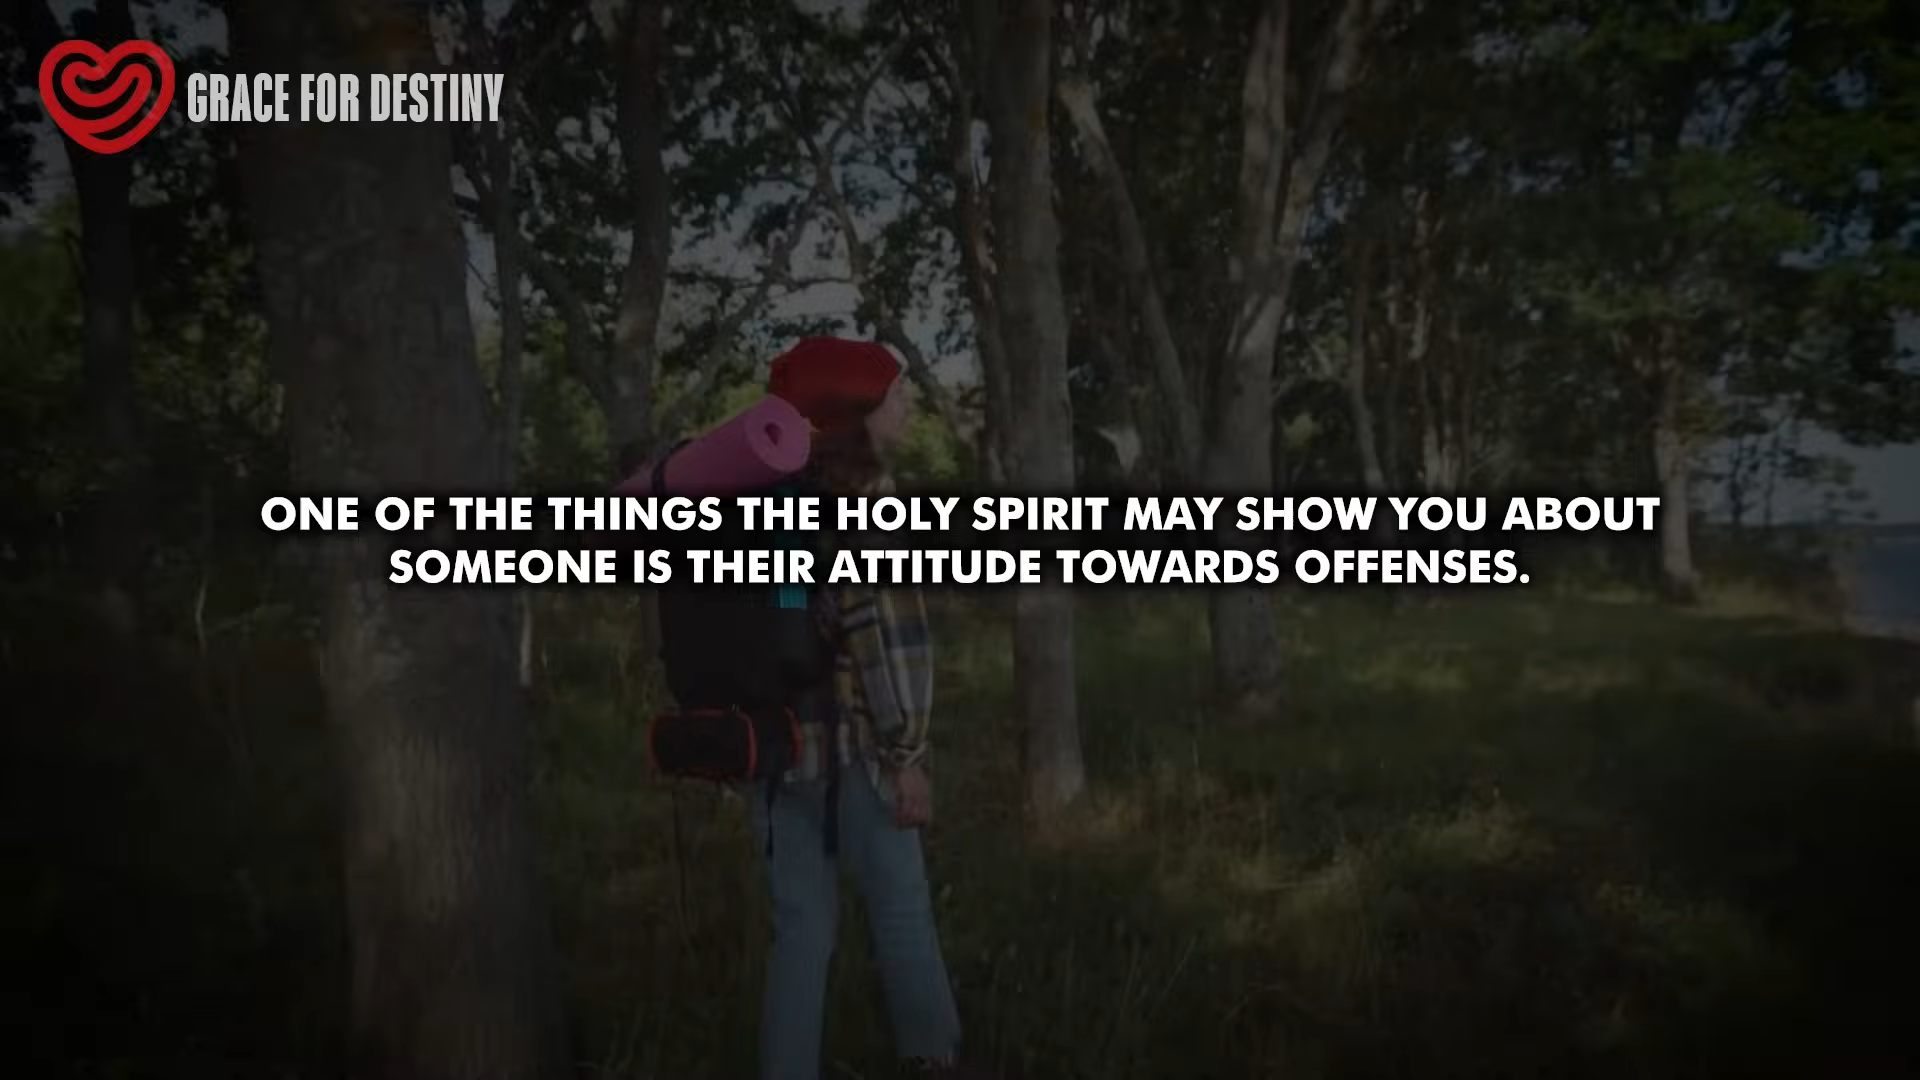 GRACE FOR DESTINY
ONE OF THE THINGS THE HOLY SPIRIT MAY SHOW YOU ABOUT
SOMEONE IS THEIR ATTITUDE TOWARDS OFFENSES.